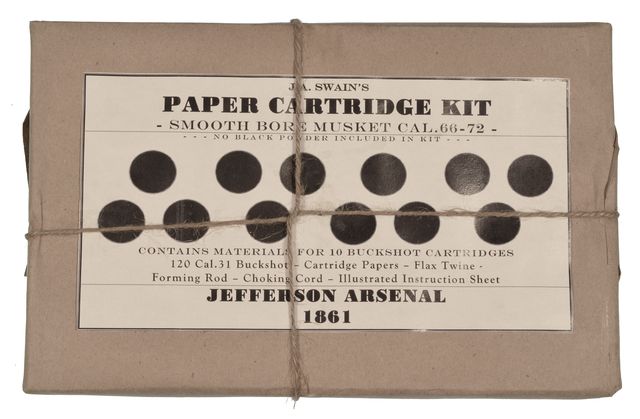 J.A. SWAIN'S
PAPER CARTRIDGE KIT
- SMOOTH BORE MUSKET CAL.66-72 -
- - - NO BLACK POWDER INCLUDED IN KIT - - -
CONTAINS MATERIALS FOR 10 BUCKSHOT CARTRIDGES
120 Cal.31 Buckshot - Cartridge Papers - Flax Twine -
Forming Rod - Choking Cord - Illustrated Instruction Sheet
JEFFERSON ARSENAL
1861